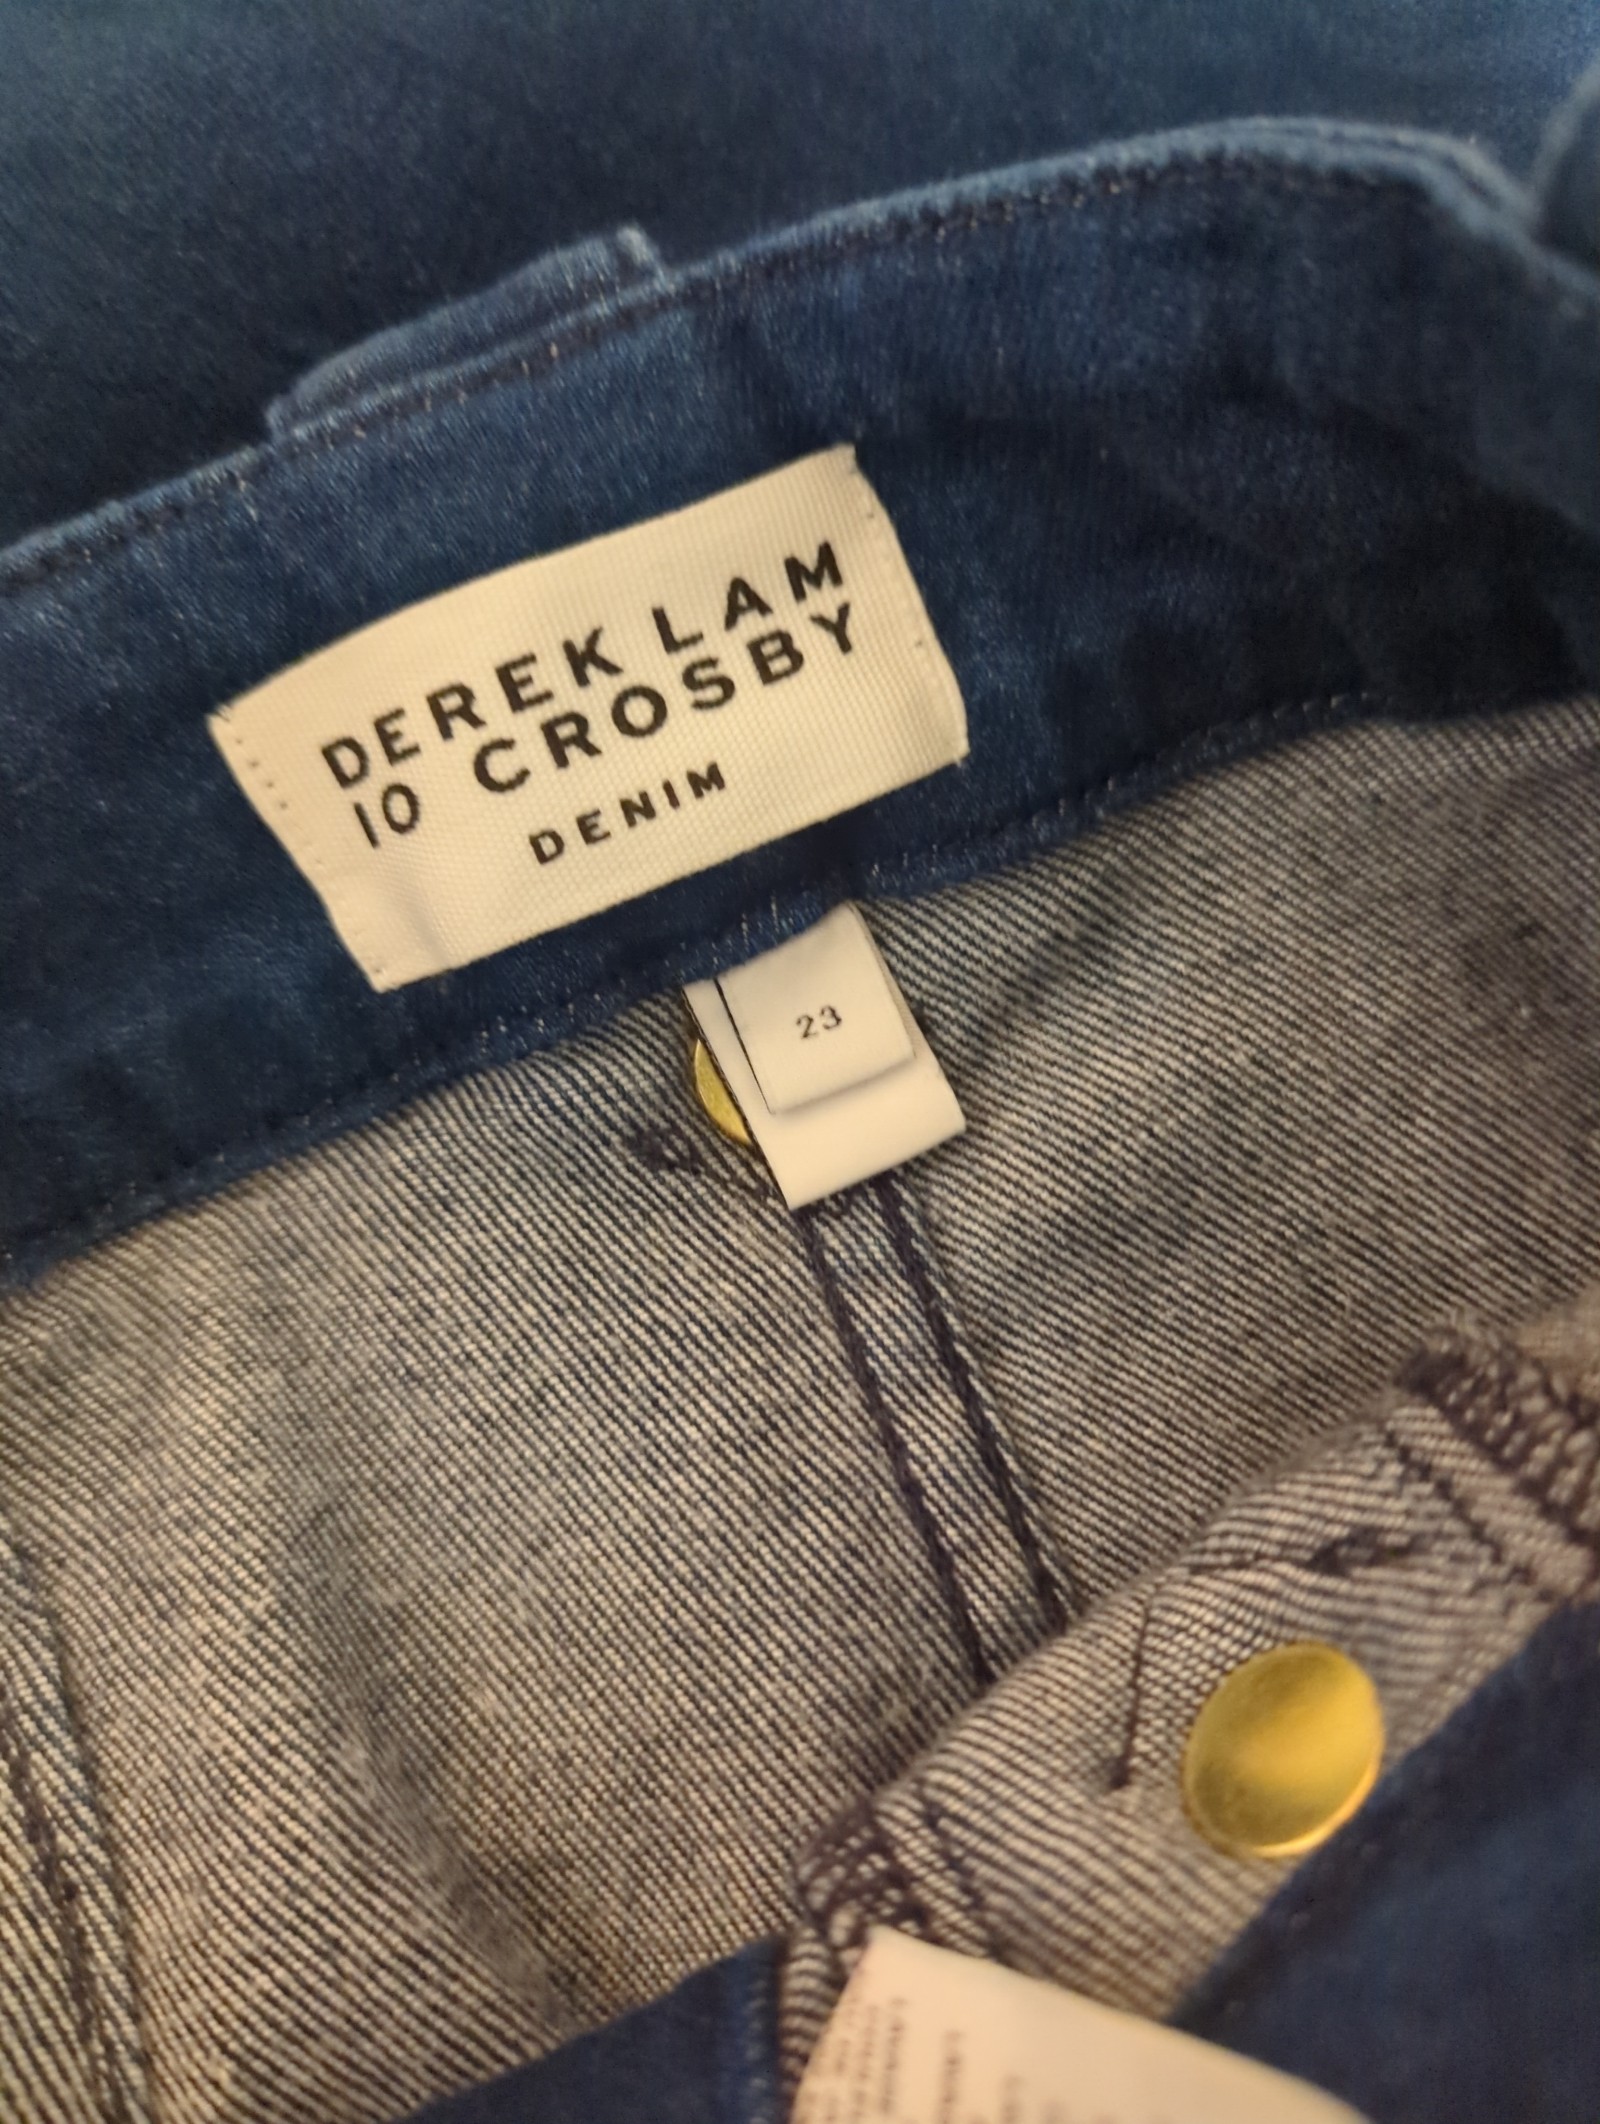 DEREK LAM
10 CROSBY
DENIM
23